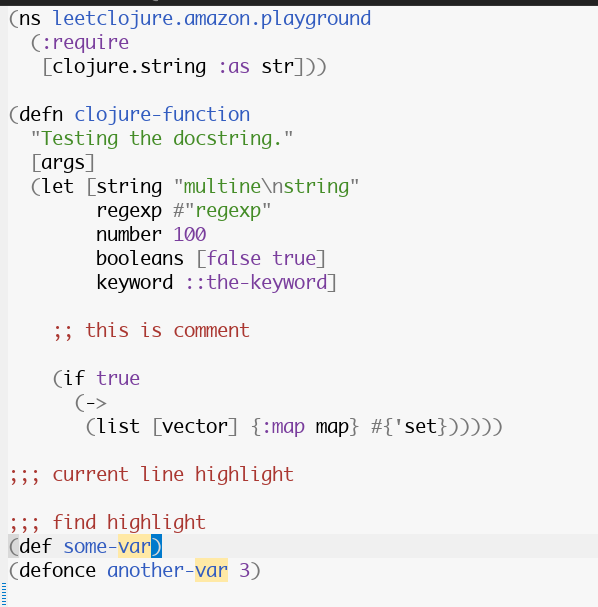 (ns leetclojure.amazon.playground
  (:require
   [clojure.string :as str]))
(defn clojure-function
  "Testing the docstring."
  [args]
  (let [string "multine\nstring"
        regexp #"regexp"
        number 100
        booleans [false true]
        keyword ::the-keyword]
    ;; this is comment
    (if true
      (->
       (list [vector] {:map map} #{'set})))))
;;; current line highlight
;;; find highlight
(def some-var)
(defonce another-var 3)